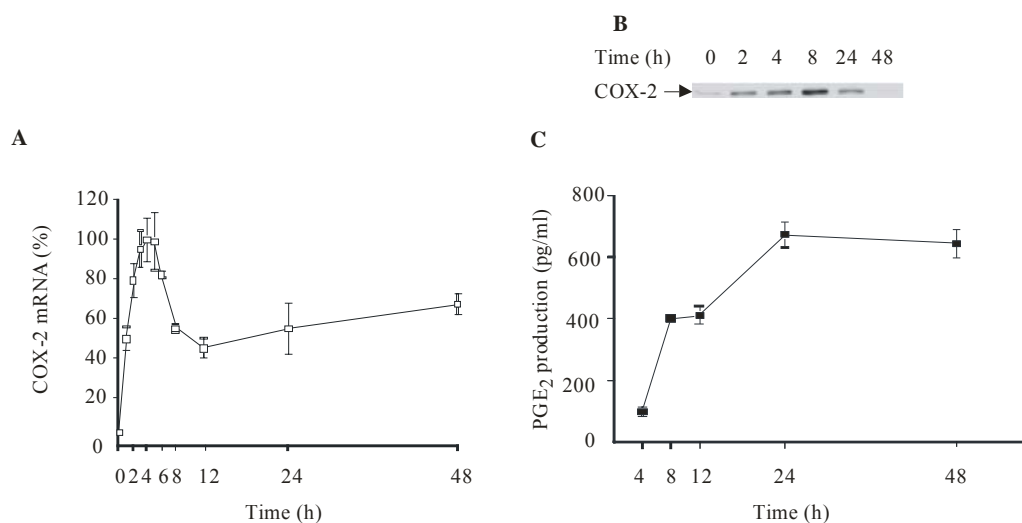 B
Time (h) 0 2 4 8 24 48
COX-2
A
C
120
100
80
60
40
20
0
COX-2 mRNA (%)
0 2 4 6 8 12 24 48
Time (h)
800
600
400
200
0
PGE2 production (pg/ml)
4 8 12 24 48
Time (h)